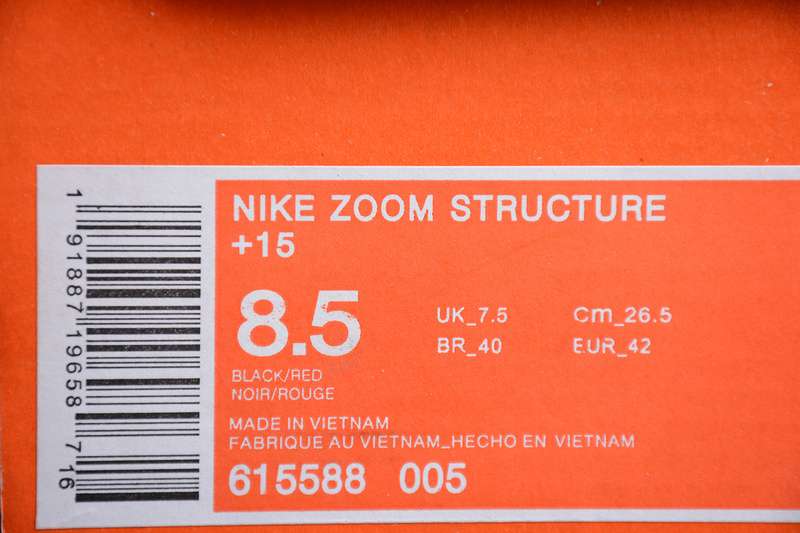 1 91887 19658 7 16
NIKE ZOOM STRUCTURE
+15
8.5
UK_7.5 Cm_26.5
BR_40 EUR_42
BLACK/RED
NOIR/ROUGE
MADE IN VIETNAM
FABRIQUE AU VIETNAM_HECHO EN VIETNAM
615588 005